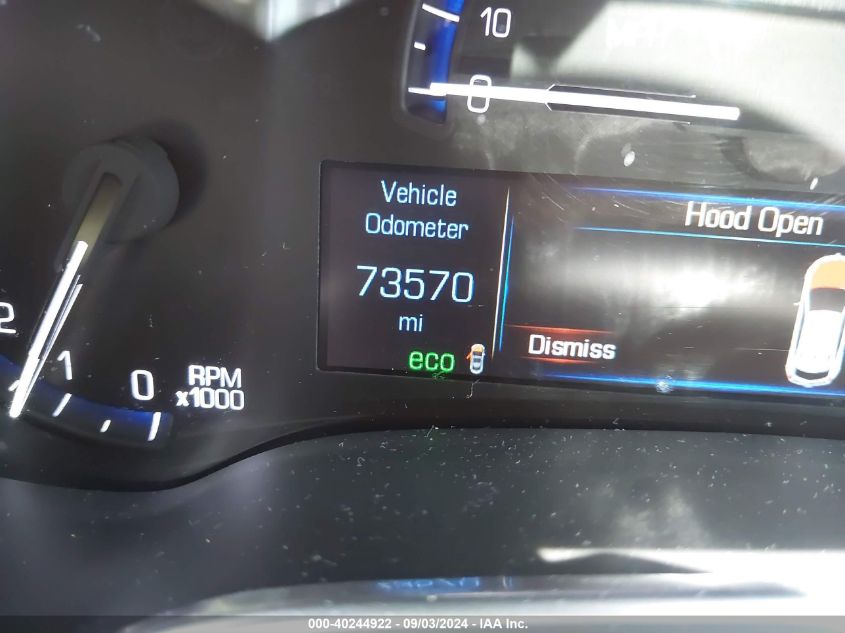 10
0
Vehicle
Odometer
Hood Open
73570
mi
eco
Dismiss
2
1
0
RPM
x1000
000-40244922 - 09/03/2024 - IAA Inc.